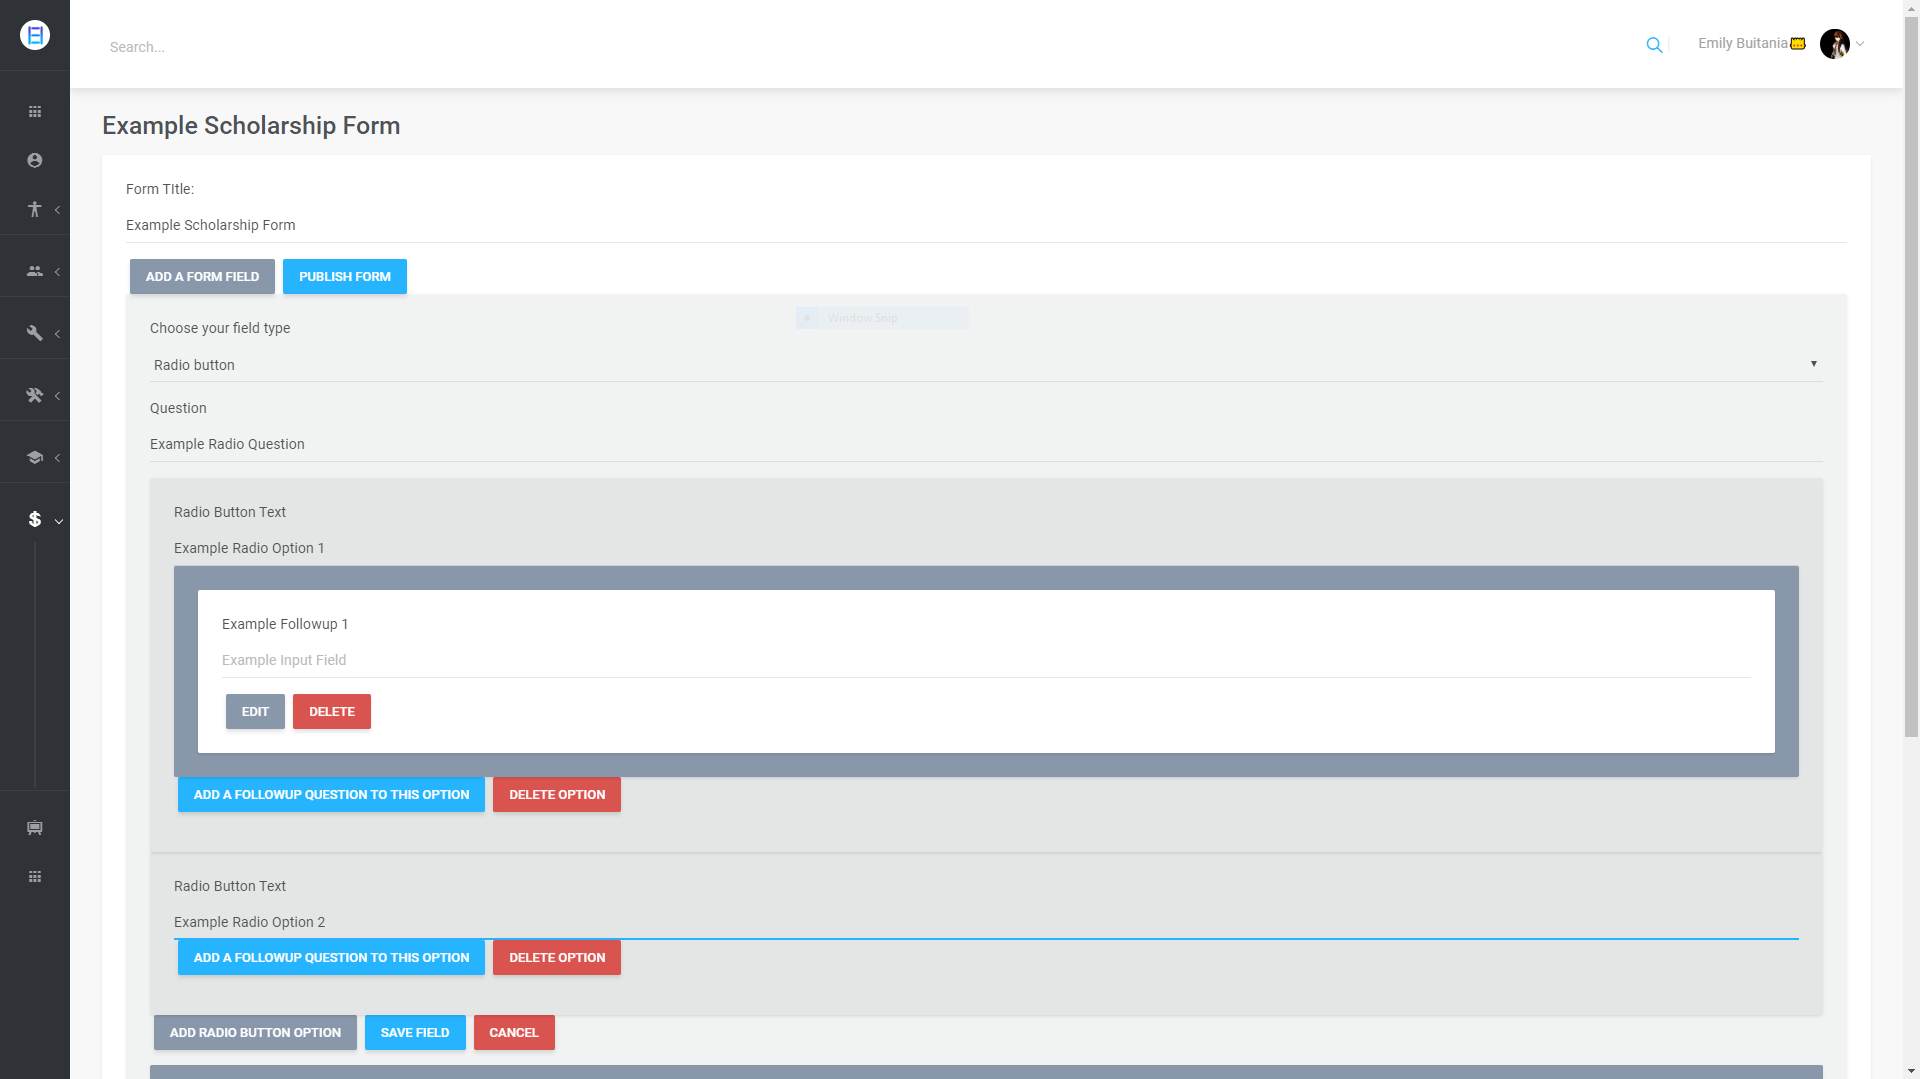 Search...
Emily Buitania
Example Scholarship Form
Form TItle:
Example Scholarship Form
ADD A FORM FIELD PUBLISH FORM
Window Snip
Choose your field type
Radio button
Question
Example Radio Question
Radio Button Text
Example Radio Option 1
Example Followup 1
Example Input Field
EDIT DELETE
ADD A FOLLOWUP QUESTION TO THIS OPTION DELETE OPTION
Radio Button Text
Example Radio Option 2
ADD A FOLLOWUP QUESTION TO THIS OPTION DELETE OPTION
ADD RADIO BUTTON OPTION SAVE FIELD CANCEL